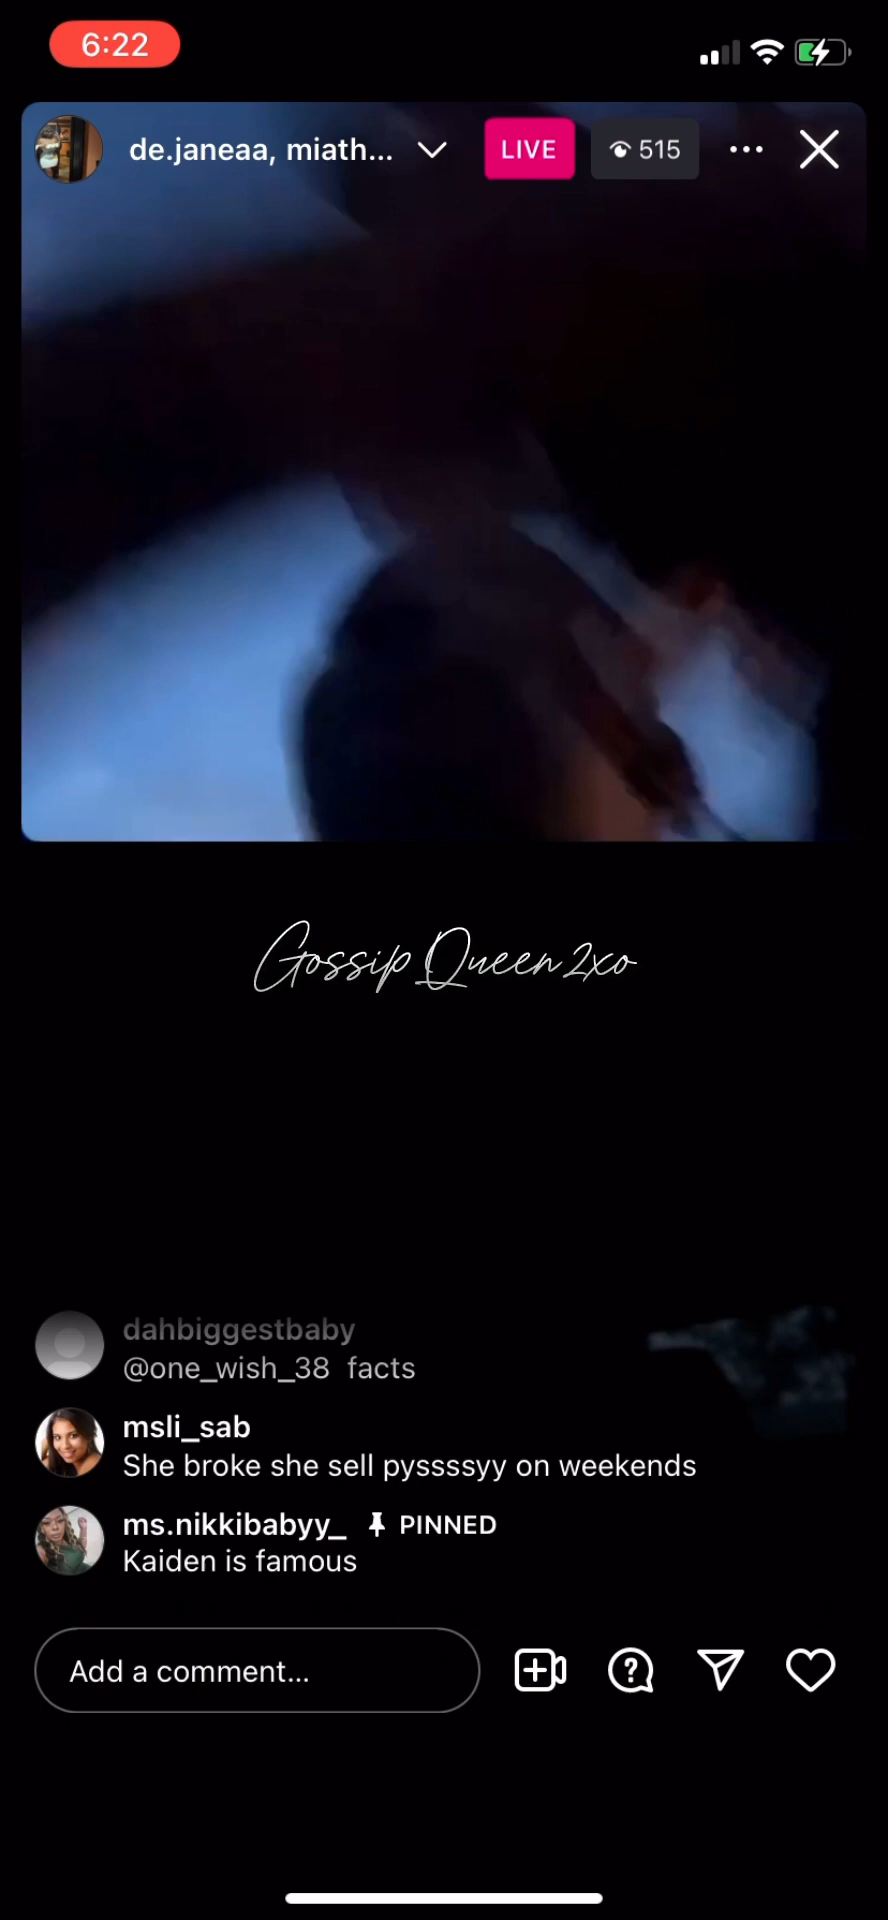 6:22
de.janeaa, miath... LIVE 515
Gossip Queen 2xo
dahbiggestbaby
@one_wish_38 facts
msli_sab
She broke she sell pyssssyy on weekends
ms.nikkibabyy_ PINNED
Kaiden is famous
Add a comment...